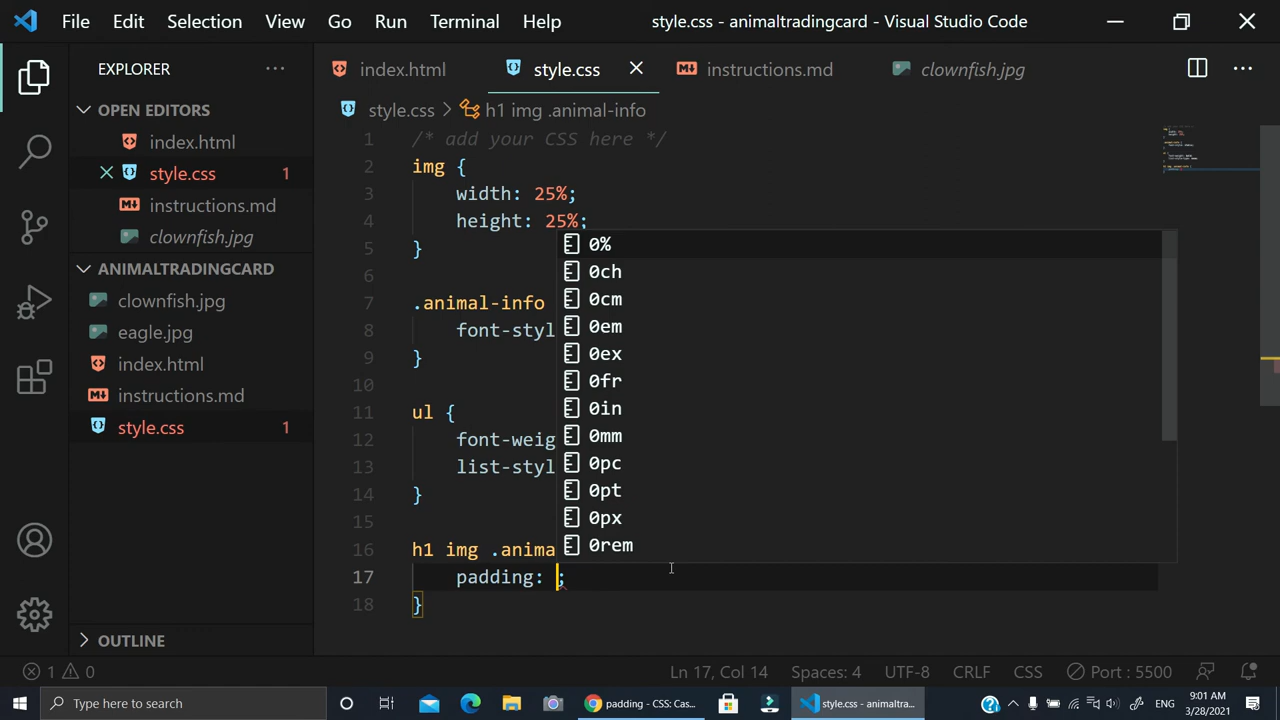 File Edit Selection View Go Run Terminal Help style.css - animaltradingcard - Visual Studio Code
EXPLORER
OPEN EDITORS
index.html
style.css 1
instructions.md
clownfish.jpg
ANIMALTRADINGCARD
clownfish.jpg
eagle.jpg
index.html
instructions.md
style.css 1
OUTLINE
index.html style.css instructions.md clownfish.jpg
style.css > h1 img .animal-info
1 /* add your CSS here */
2 img {
3 width: 25%;
4 height: 25%;
5 }
6
7 .animal-info
8 font-styl
9 }
10
11 ul {
12 font-weig
13 list-styl
14 }
15
16 h1 img .anima
17 padding: ;
18 }
0%
0ch
0cm
0em
0ex
0fr
0in
0mm
0pc
0pt
0px
0rem
1 0 Ln 17, Col 14 Spaces: 4 UTF-8 CRLF CSS Port : 5500
Type here to search padding - CSS: Cas... style.css - animaltra... ENG 9:01 AM
3/28/2021